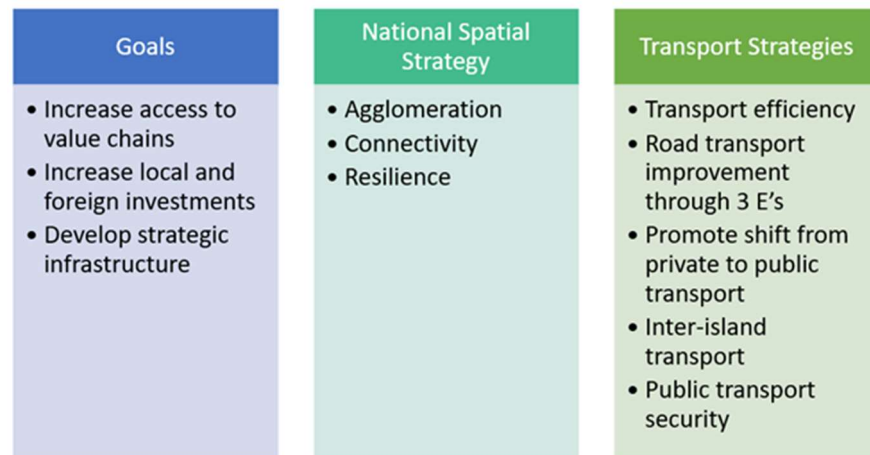 Goals
• Increase access to
value chains
• Increase local and
foreign investments
• Develop strategic
infrastructure
National Spatial
Strategy
• Agglomeration
• Connectivity
• Resilience
Transport Strategies
• Transport efficiency
• Road transport
improvement
through 3 E’s
• Promote shift from
private to public
transport
• Inter-island
transport
• Public transport
security